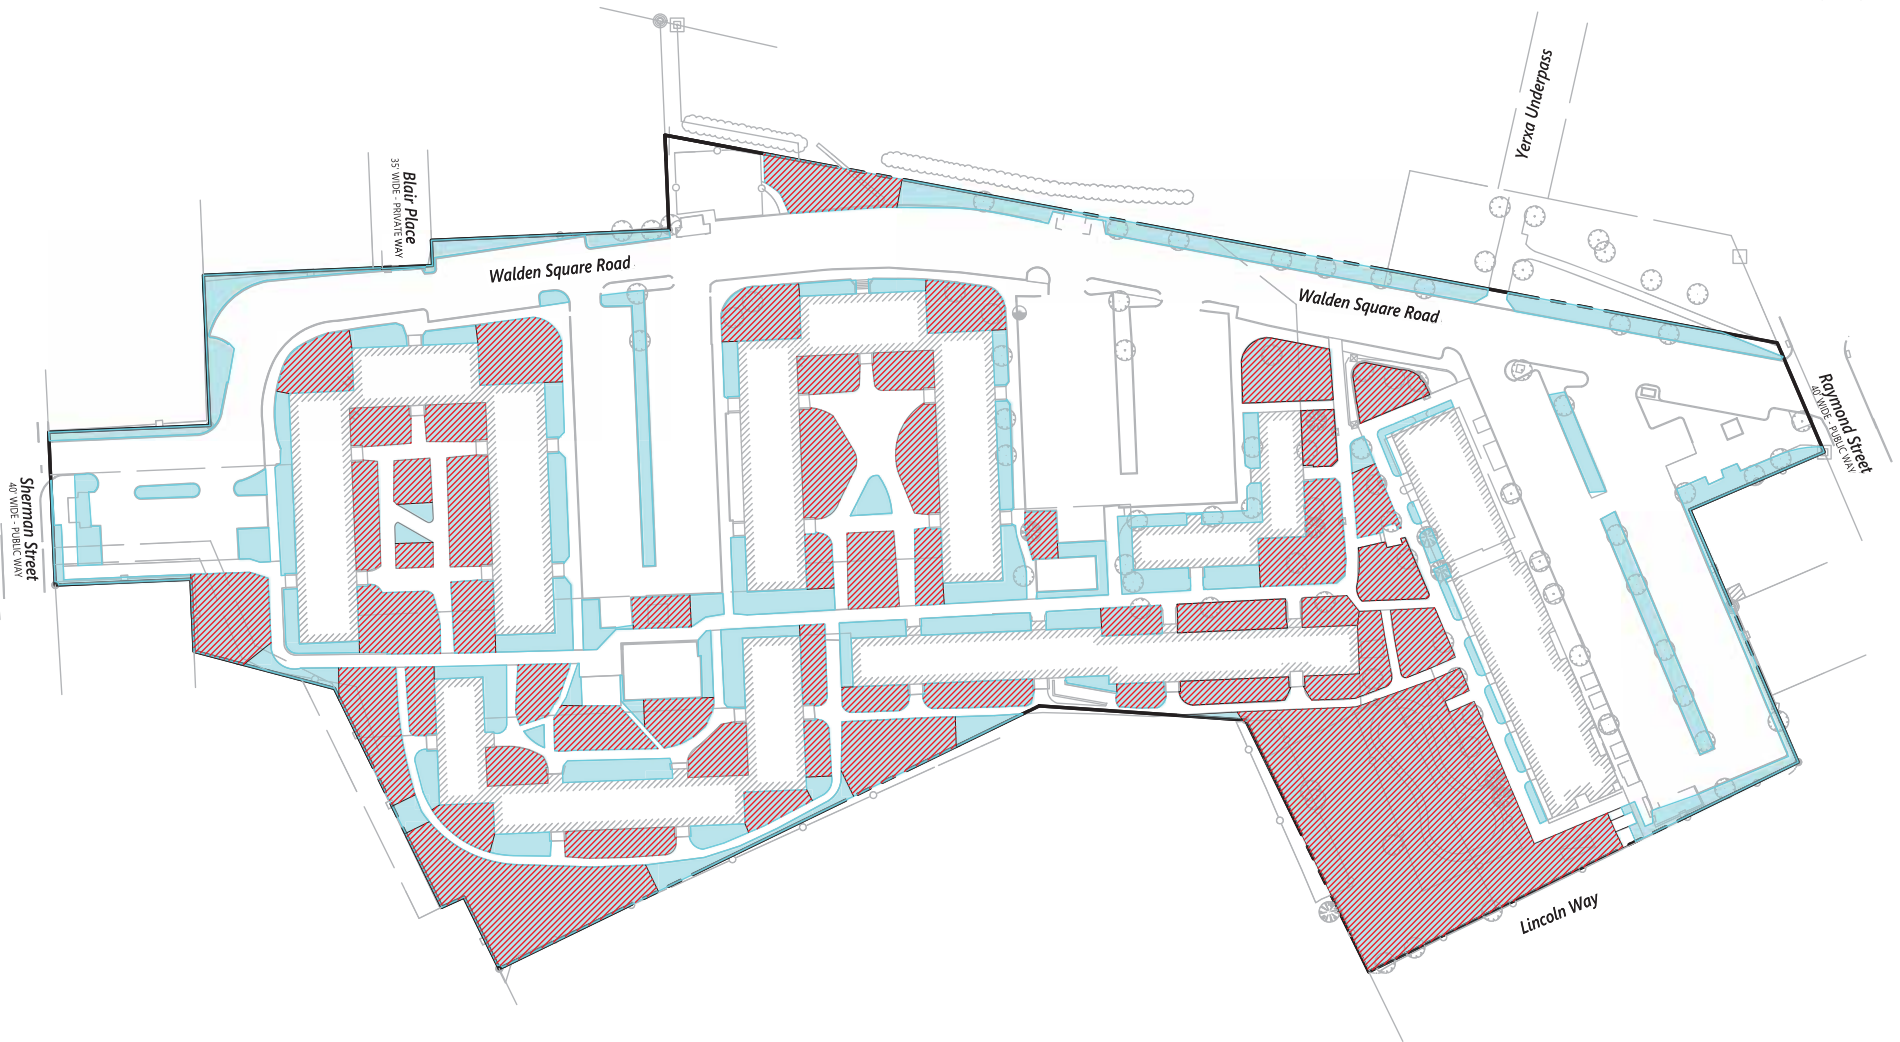 Yerxa Underpass
Blair Place
35' WIDE - PRIVATE WAY
Walden Square Road
Walden Square Road
Raymond Street
40' WIDE - PUBLIC WAY
Sherman Street
40' WIDE - PUBLIC WAY
Lincoln Way